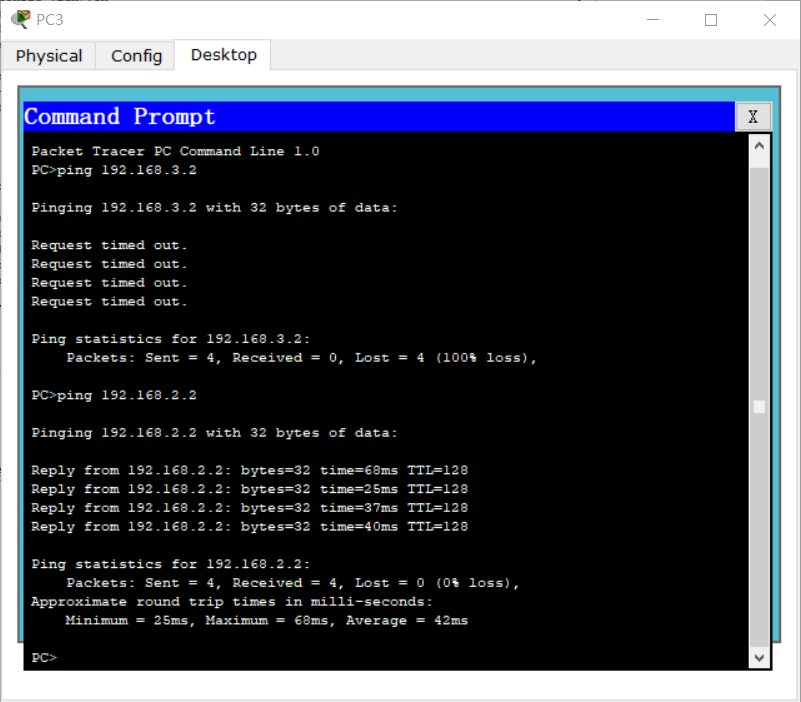 PC3
Physical Config Desktop
Command Prompt X
Packet Tracer PC Command Line 1.0
PC>ping 192.168.3.2
Pinging 192.168.3.2 with 32 bytes of data:
Request timed out.
Request timed out.
Request timed out.
Request timed out.
Ping statistics for 192.168.3.2:
Packets: Sent = 4, Received = 0, Lost = 4 (100% loss),
PC>ping 192.168.2.2
Pinging 192.168.2.2 with 32 bytes of data:
Reply from 192.168.2.2: bytes=32 time=68ms TTL=128
Reply from 192.168.2.2: bytes=32 time=25ms TTL=128
Reply from 192.168.2.2: bytes=32 time=37ms TTL=128
Reply from 192.168.2.2: bytes=32 time=40ms TTL=128
Ping statistics for 192.168.2.2:
Packets: Sent = 4, Received = 4, Lost = 0 (0% loss),
Approximate round trip times in milli-seconds:
Minimum = 25ms, Maximum = 68ms, Average = 42ms
PC>